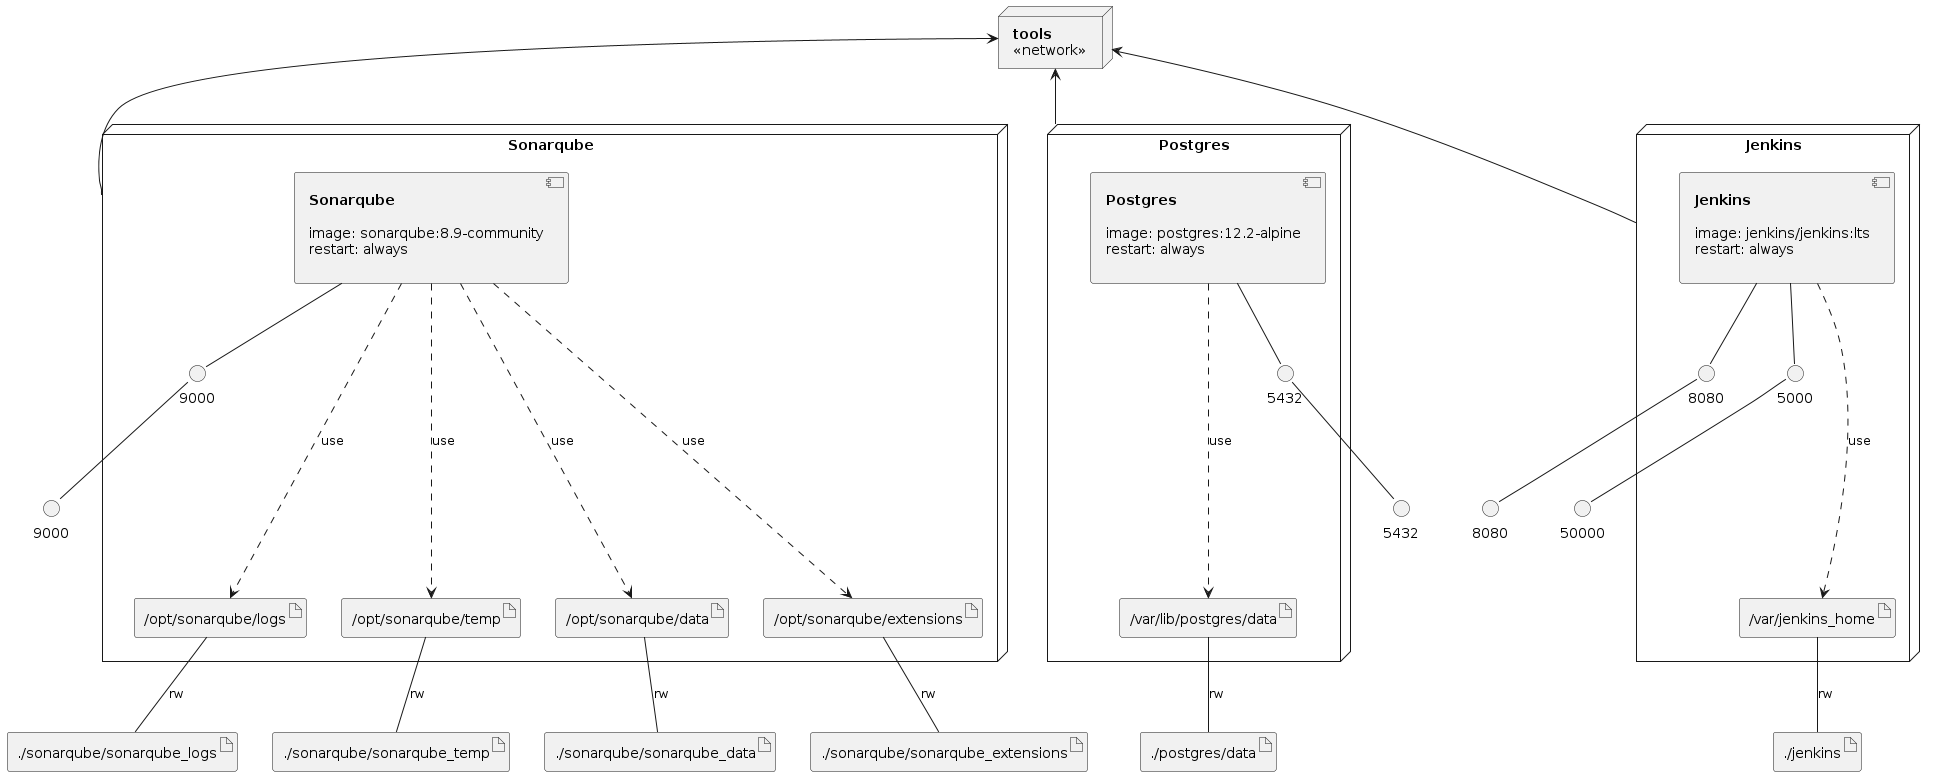 tools
«network»
Sonarqube
Postgres
Jenkins
Sonarqube
image: sonarqube:8.9-community
restart: always
Postgres
image: postgres:12.2-alpine
restart: always
Jenkins
image: jenkins/jenkins:lts
restart: always
9000
5432
8080
5000
use
use
use
use
use
use
9000
5432
8080
50000
/opt/sonarqube/logs
/opt/sonarqube/temp
/opt/sonarqube/data
/opt/sonarqube/extensions
/var/lib/postgres/data
/var/jenkins_home
rw
rw
rw
rw
rw
rw
./sonarqube/sonarqube_logs
./sonarqube/sonarqube_temp
./sonarqube/sonarqube_data
./sonarqube/sonarqube_extensions
./postgres/data
./jenkins